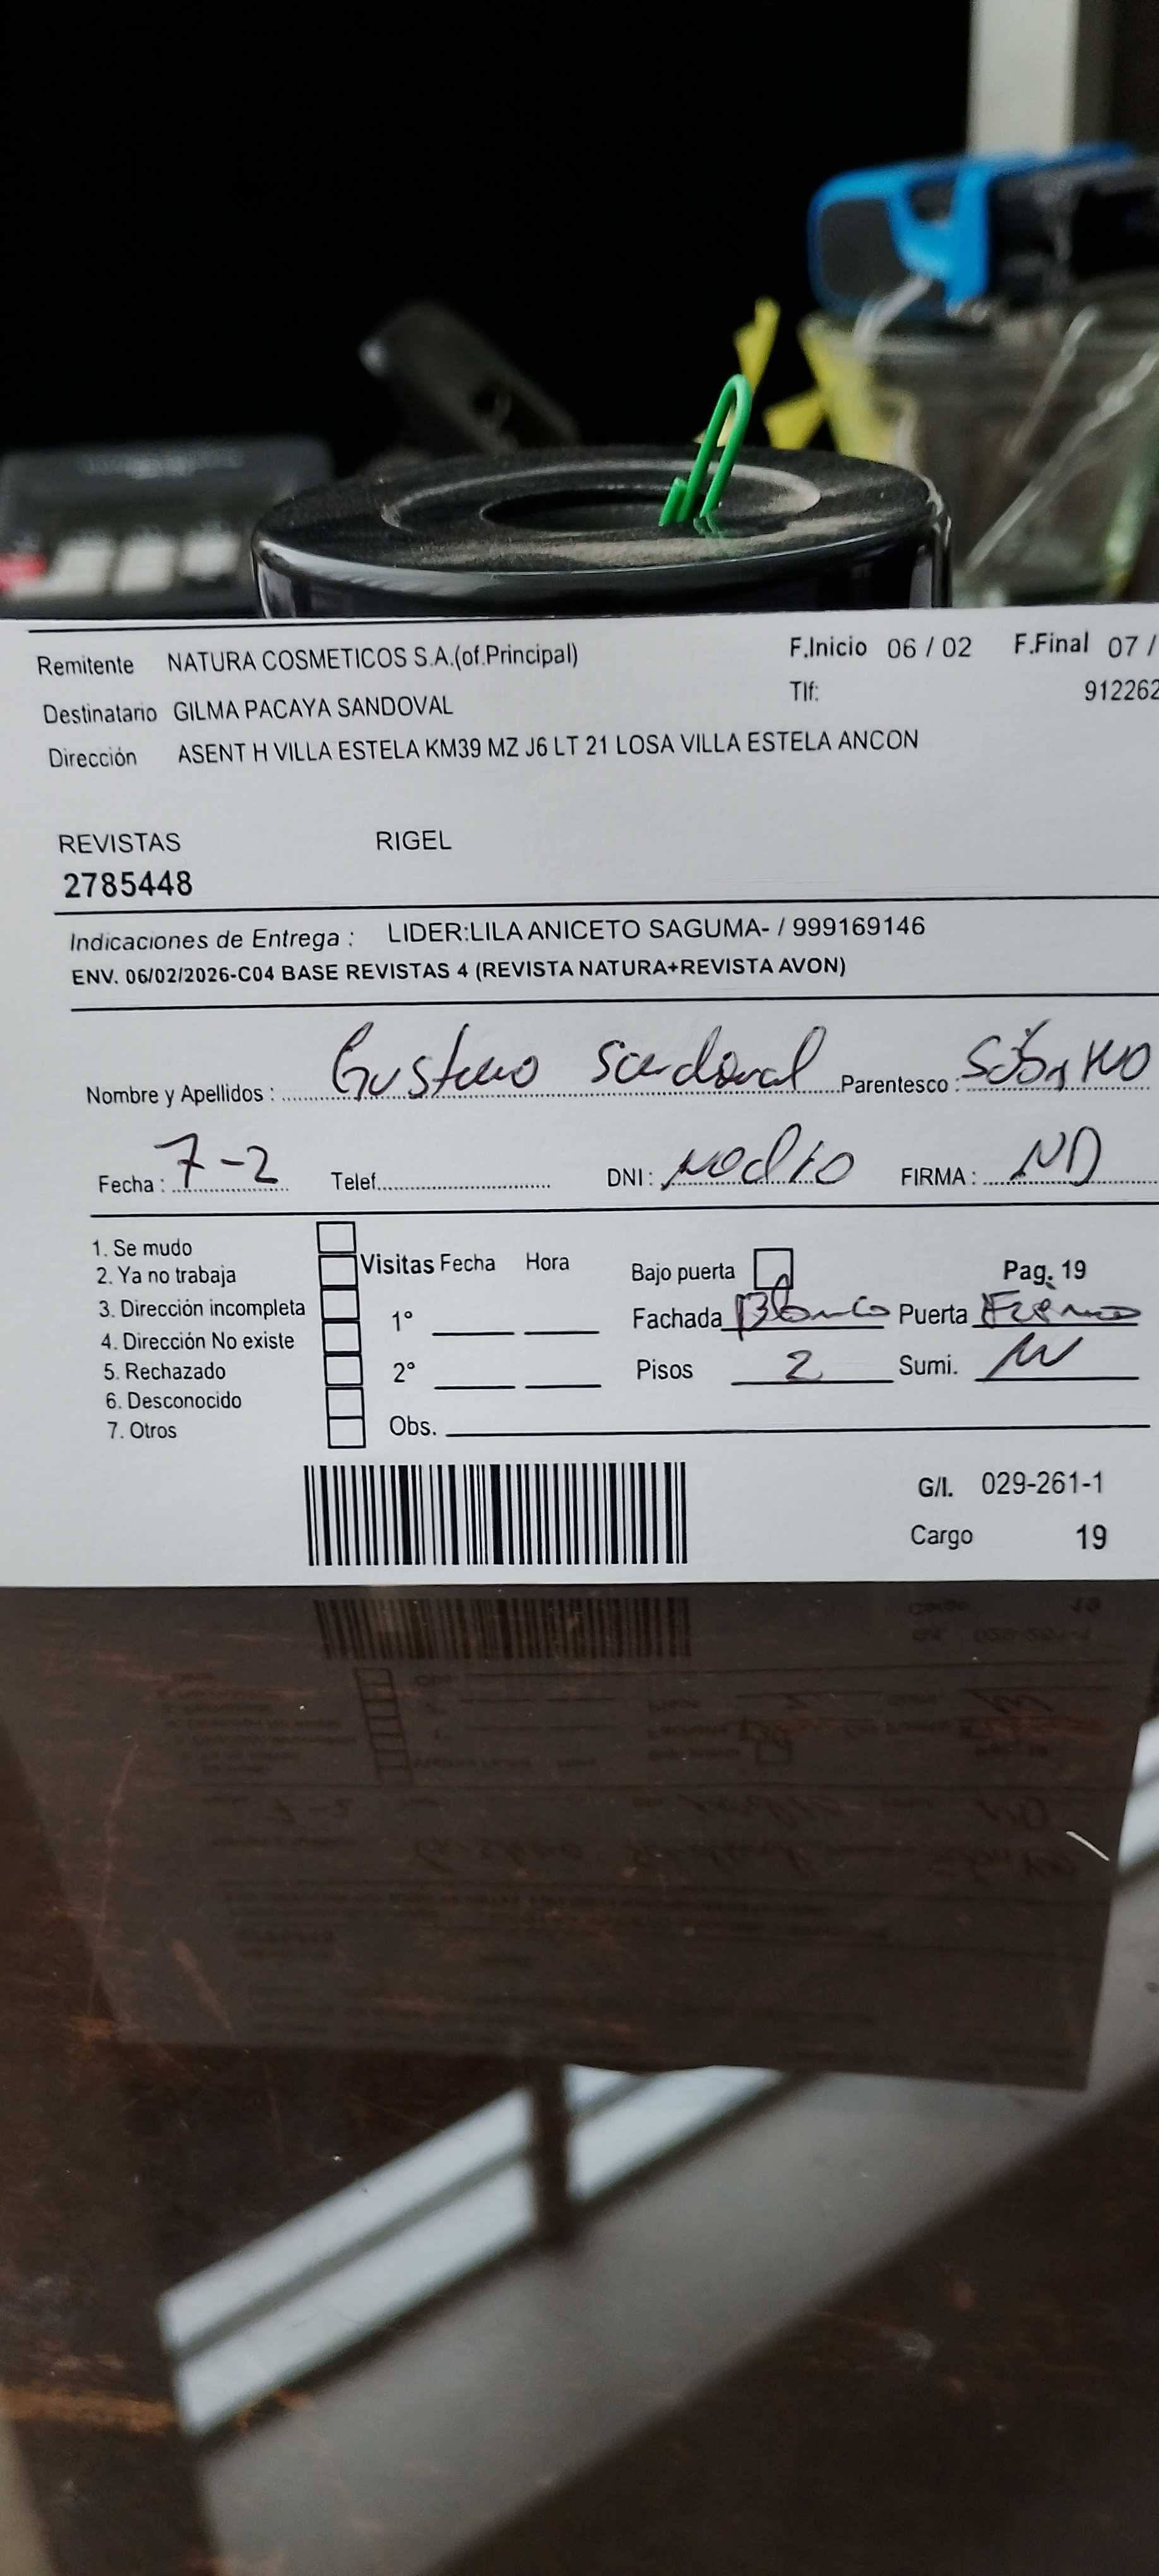 Remitente NATURA COSMETICOS S.A.(of.Principal) F.Inicio 06 / 02 F.Final 07 /
Destinatario GILMA PACAYA SANDOVAL Tlf: 912262
Dirección ASENT H VILLA ESTELA KM39 MZ J6 LT 21 LOSA VILLA ESTELA ANCON
REVISTAS RIGEL
2785448
Indicaciones de Entrega : LIDER:LILA ANICETO SAGUMA- / 999169146
ENV. 06/02/2026-C04 BASE REVISTAS 4 (REVISTA NATURA+REVISTA AVON)
Nombre y Apellidos : Gustavo Sandoval Parentesco : Sobrino
Fecha : 7-2 Telef. DNI : no dio FIRMA : ND
1. Se mudo
2. Ya no trabaja Visitas Fecha Hora Bajo puerta Pag. 19
3. Dirección incompleta 1° Fachada Blanco Puerta Fierro
4. Dirección No existe
5. Rechazado 2° Pisos 2 Sumi.
6. Desconocido
7. Otros Obs.
G/I. 029-261-1
Cargo 19